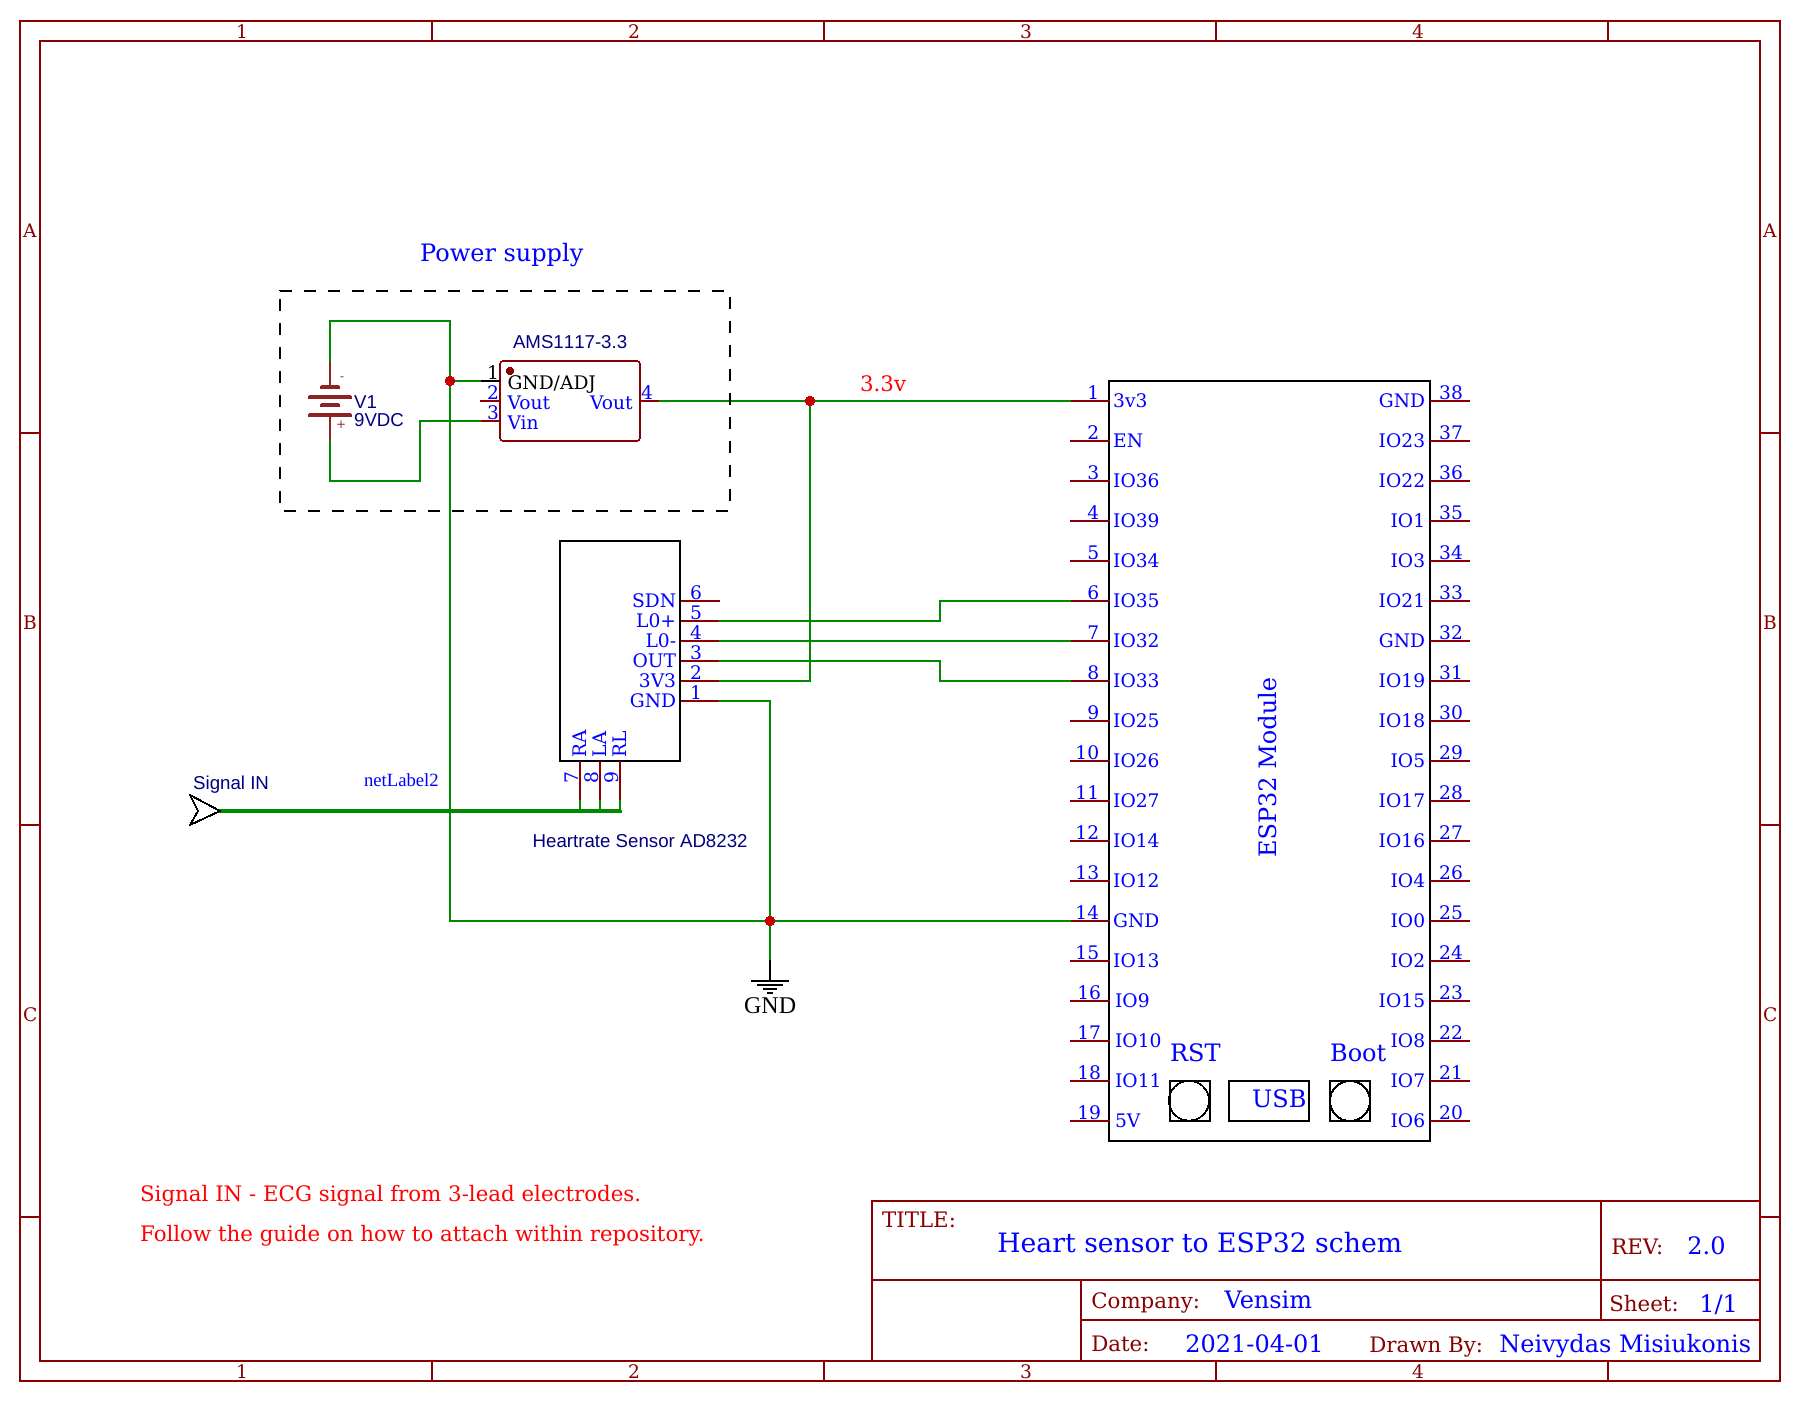 1 2 3 4
A A
Power supply
AMS1117-3.3
- V1
+ 9VDC
1 GND/ADJ
2 Vout Vout 4
3 Vin
3.3v
B B
SDN 6
L0+ 5
L0- 4
OUT 3
3V3 2
GND 1
RA LA RL
7 8 9
Signal IN
netLabel2
Heartrate Sensor AD8232
GND
1 3v3 GND 38
2 EN IO23 37
3 IO36 IO22 36
4 IO39 IO1 35
5 IO34 IO3 34
6 IO35 IO21 33
7 IO32 GND 32
8 IO33 IO19 31
9 IO25 IO18 30
10 IO26 IO5 29
11 IO27 IO17 28
12 IO14 IO16 27
13 IO12 IO4 26
14 GND IO0 25
15 IO13 IO2 24
16 IO9 IO15 23
17 IO10 IO8 22
18 IO11 IO7 21
19 5V IO6 20
ESP32 Module
RST Boot
USB
C C
Signal IN - ECG signal from 3-lead electrodes.
Follow the guide on how to attach within repository.
TITLE:
Heart sensor to ESP32 schem
REV: 2.0
Company: Vensim
Sheet: 1/1
Date: 2021-04-01 Drawn By: Neivydas Misiukonis
1 2 3 4